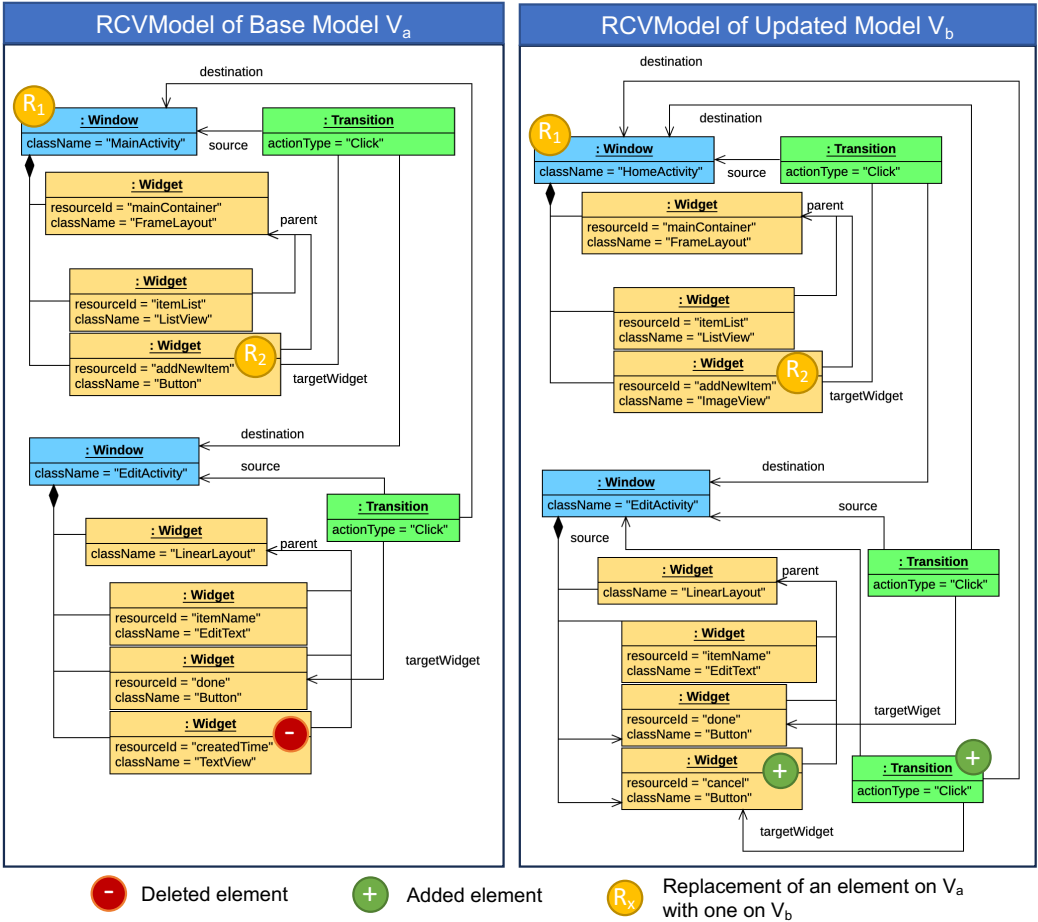 RCVModel of Base Model Va
destination
R1
: Window
className = "MainActivity"
: Transition
actionType = "Click"
source
: Widget
resourceId = "mainContainer"
className = "FrameLayout"
parent
: Widget
resourceId = "itemList"
className = "ListView"
: Widget
resourceId = "addNewItem"
className = "Button"
R2
targetWidget
destination
: Window
className = "EditActivity"
source
: Transition
actionType = "Click"
: Widget
className = "LinearLayout"
parent
: Widget
resourceId = "itemName"
className = "EditText"
: Widget
resourceId = "done"
className = "Button"
targetWidget
: Widget
resourceId = "createdTime"
className = "TextView"
-
RCVModel of Updated Model Vb
destination
destination
R1
: Window
className = "HomeActivity"
: Transition
actionType = "Click"
source
: Widget
resourceId = "mainContainer"
className = "FrameLayout"
parent
: Widget
resourceId = "itemList"
className = "ListView"
: Widget
resourceId = "addNewItem"
className = "ImageView"
R2
targetWidget
destination
: Window
className = "EditActivity"
source
source
: Transition
actionType = "Click"
: Widget
className = "LinearLayout"
parent
: Widget
resourceId = "itemName"
className = "EditText"
: Widget
resourceId = "done"
className = "Button"
targetWiget
: Widget
resourceId = "cancel"
className = "Button"
+
: Transition
actionType = "Click"
+
targetWidget
- Deleted element
+ Added element
Rx Replacement of an element on Va
with one on Vb